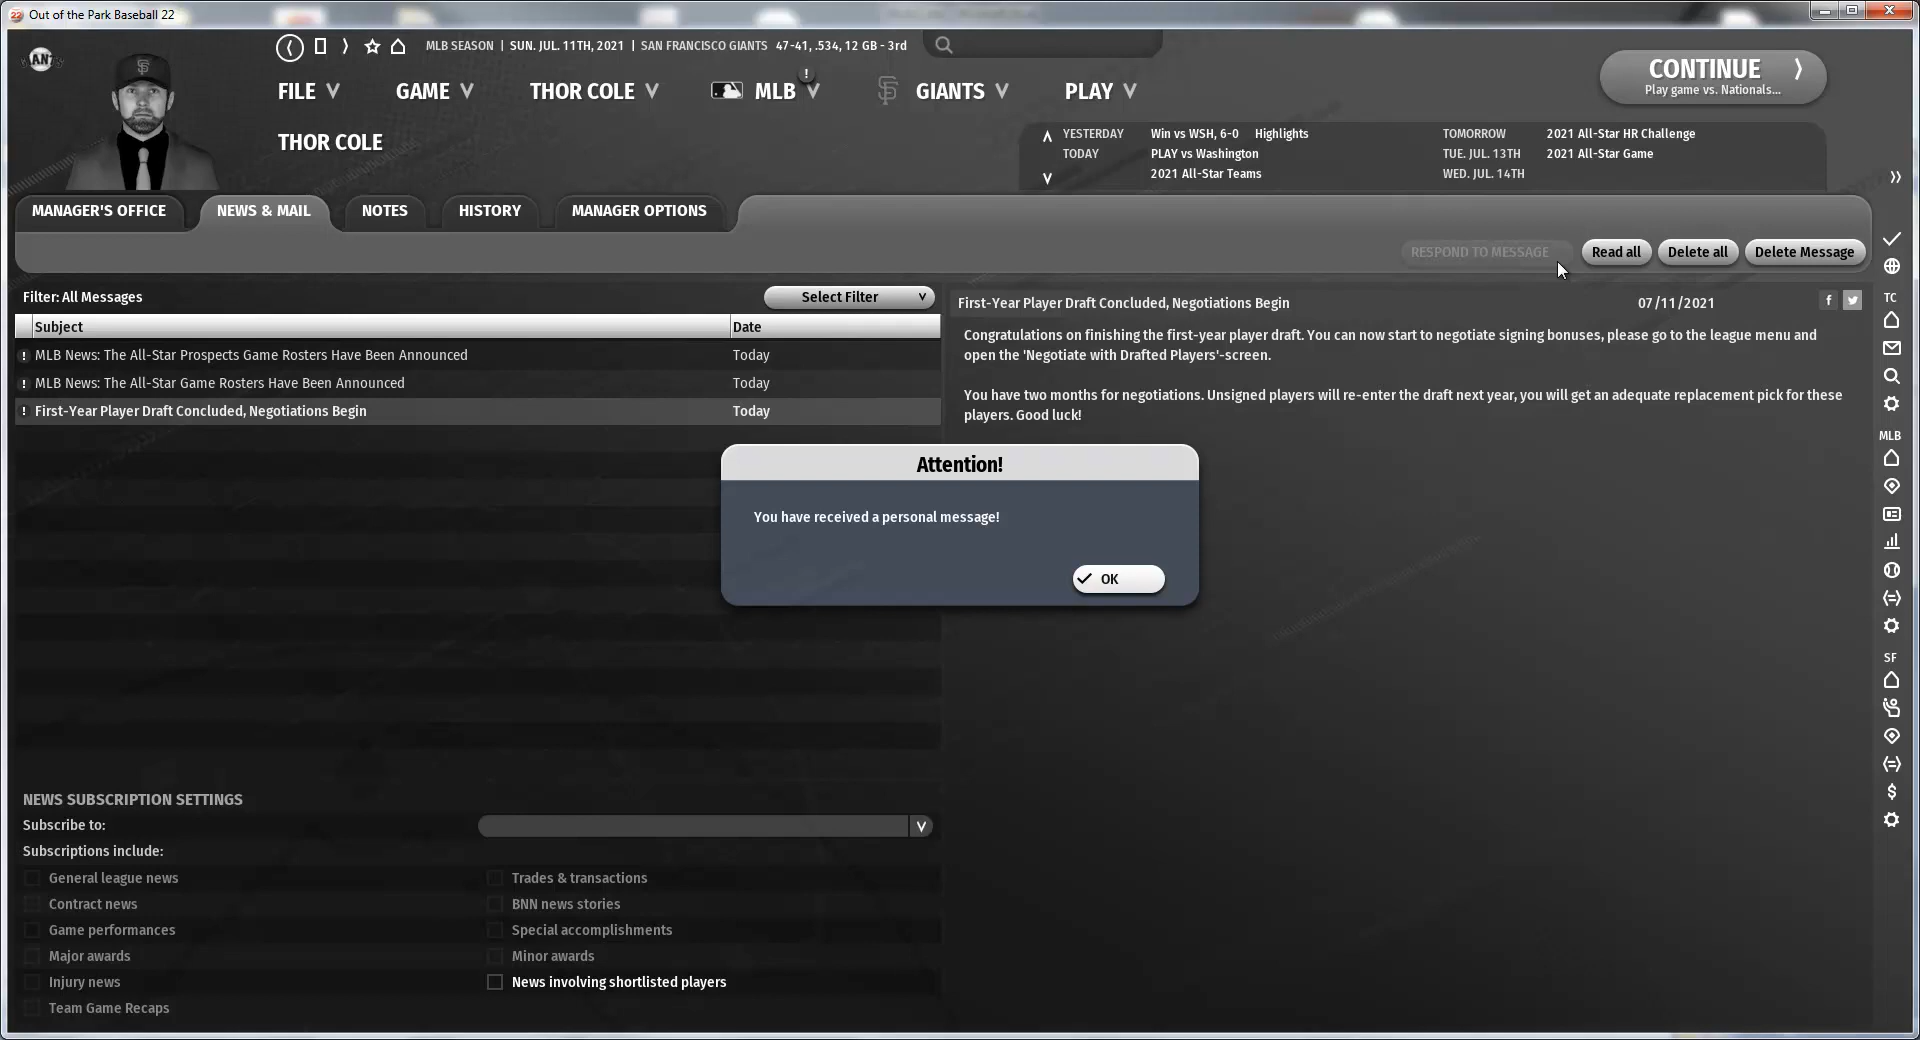 22 Out of the Park Baseball 22
MLB SEASON | SUN. JUL. 11TH, 2021 | SAN FRANCISCO GIANTS 47-41, .534, 12 GB - 3rd
FILE GAME THOR COLE MLB ! GIANTS PLAY
CONTINUE
Play game vs. Nationals...
THOR COLE
YESTERDAY Win vs WSH, 6-0 Highlights TOMORROW 2021 All-Star HR Challenge
TODAY PLAY vs Washington TUE. JUL. 13TH 2021 All-Star Game
2021 All-Star Teams WED. JUL. 14TH
MANAGER'S OFFICE NEWS & MAIL NOTES HISTORY MANAGER OPTIONS
RESPOND TO MESSAGE Read all Delete all Delete Message
Filter: All Messages Select Filter
Subject Date
! MLB News: The All-Star Prospects Game Rosters Have Been Announced Today
! MLB News: The All-Star Game Rosters Have Been Announced Today
! First-Year Player Draft Concluded, Negotiations Begin Today
First-Year Player Draft Concluded, Negotiations Begin 07/11/2021 f
Congratulations on finishing the first-year player draft. You can now start to negotiate signing bonuses, please go to the league menu and
open the 'Negotiate with Drafted Players'-screen.
You have two months for negotiations. Unsigned players will re-enter the draft next year, you will get an adequate replacement pick for these
players. Good luck!
Attention!
You have received a personal message!
OK
NEWS SUBSCRIPTION SETTINGS
Subscribe to:
Subscriptions include:
General league news Trades & transactions
Contract news BNN news stories
Game performances Special accomplishments
Major awards Minor awards
Injury news News involving shortlisted players
Team Game Recaps
TC
MLB
SF
$